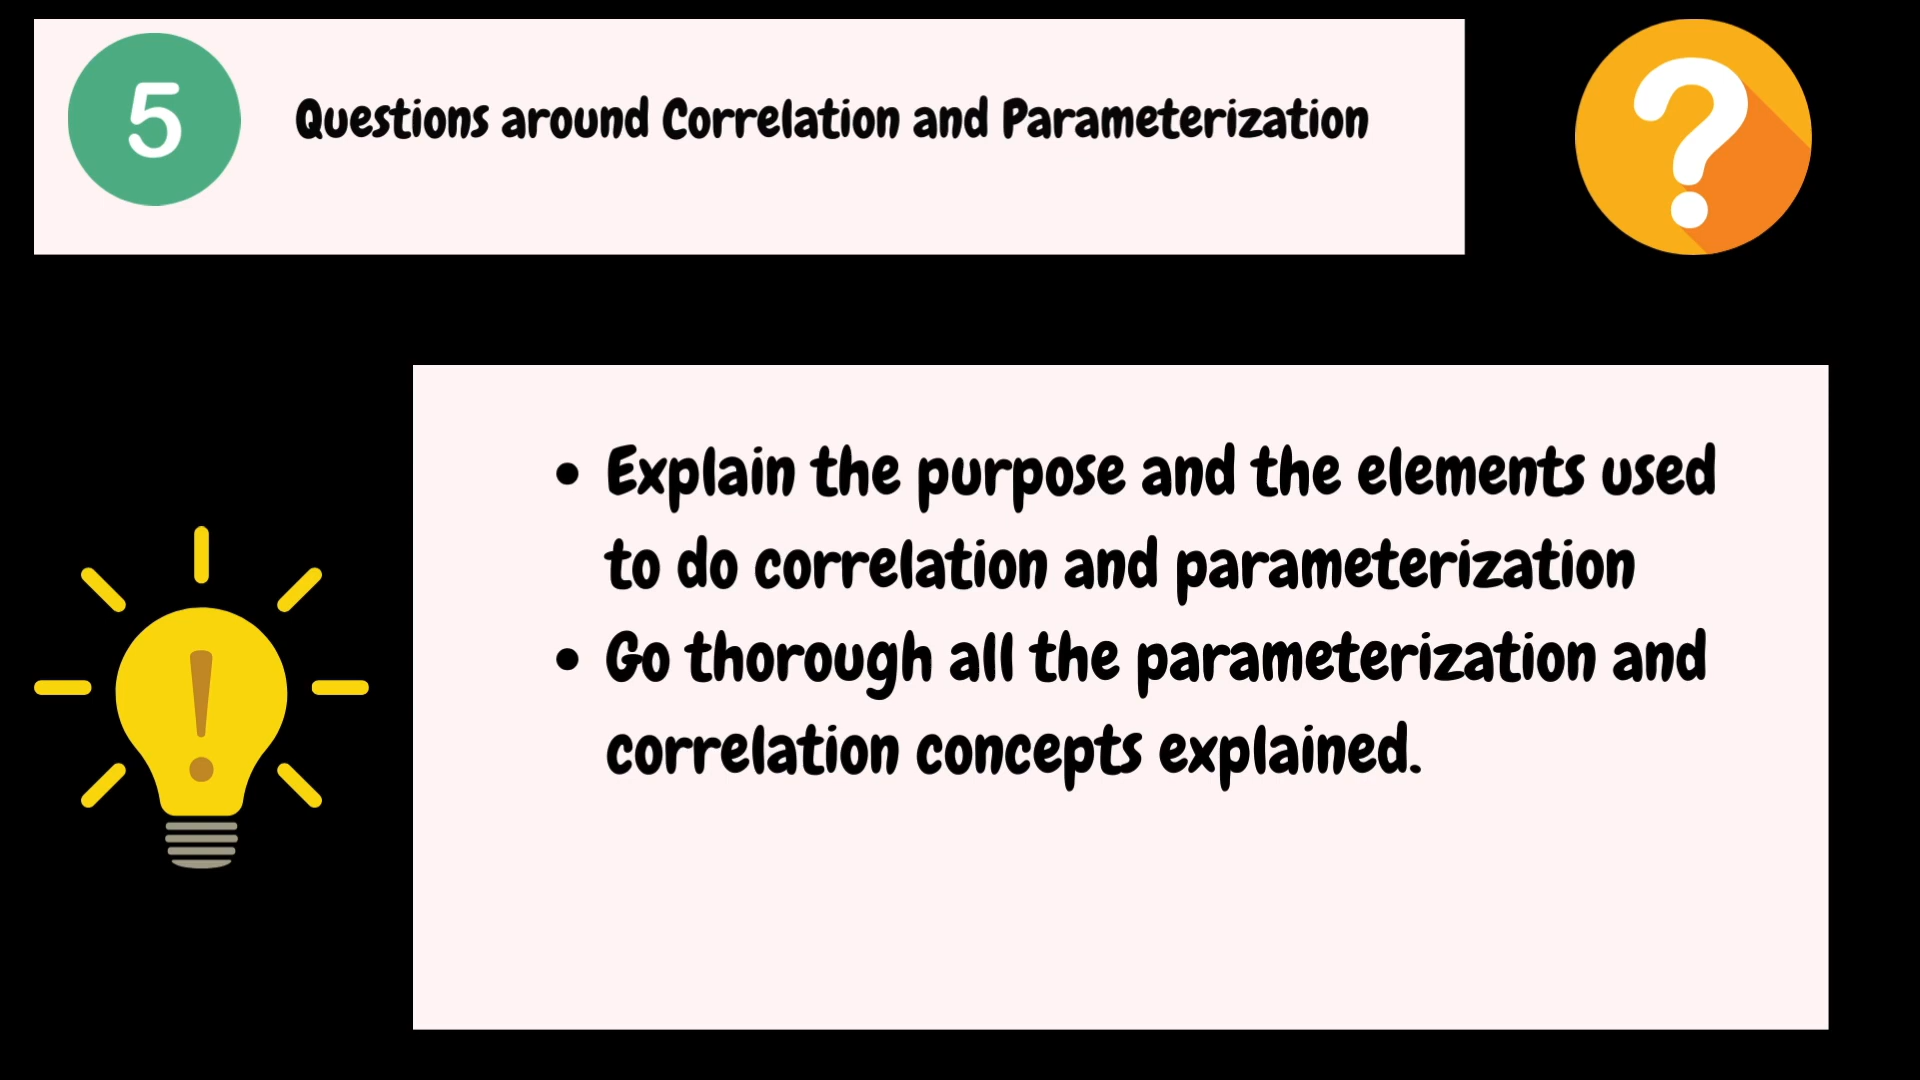 5
Questions around Correlation and Parameterization
?
!
• Explain the purpose and the elements used
to do correlation and parameterization
• Go thorough all the parameterization and
correlation concepts explained.